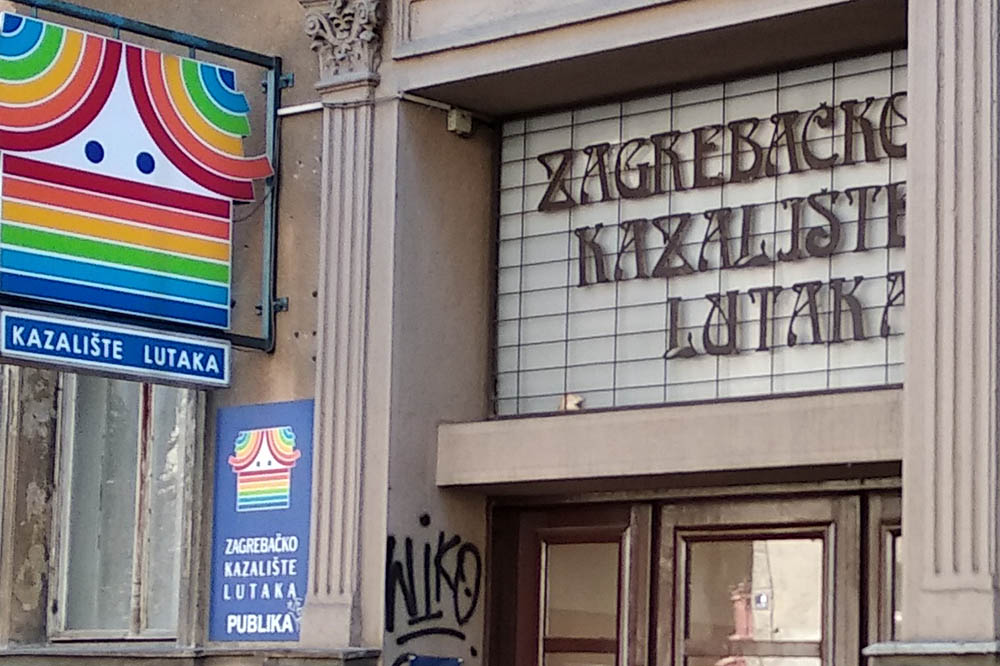 ZAGREBAČKO
KAZALIŠTE
LUTAKA
KAZALIŠTE LUTAKA
ZAGREBAČKO
KAZALIŠTE
LUTAKA
PUBLIKA